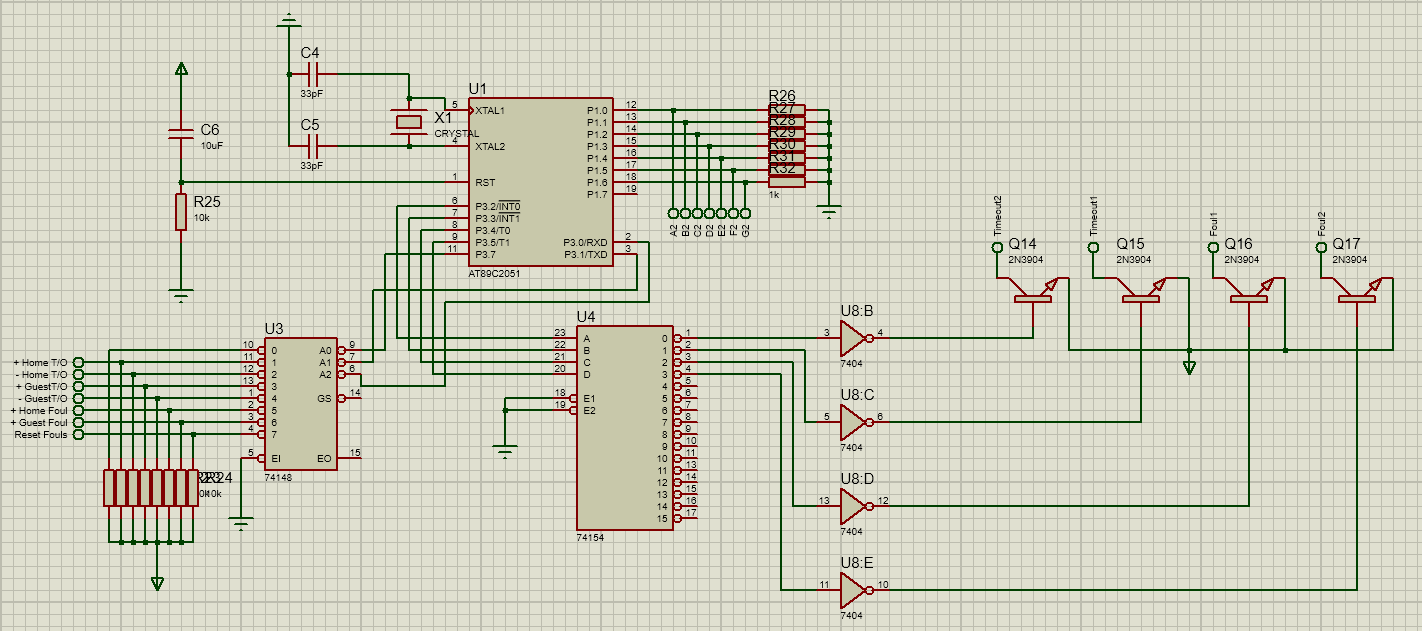 C4
33pF
C5
33pF
X1
CRYSTAL
C6
10uF
R25
10k
U1
5 XTAL1
4 XTAL2
1 RST
6 P3.2/INT0
7 P3.3/INT1
8 P3.4/T0
9 P3.5/T1
11 P3.7
P1.0 12
P1.1 13
P1.2 14
P1.3 15
P1.4 16
P1.5 17
P1.6 18
P1.7 19
P3.0/RXD 2
P3.1/TXD 3
AT89C2051
R26
R27
R28
R29
R30
R31
R32
1k
A2
B2
C2
D2
E2
F2
G2
Timeout2
Q14
2N3904
Timeout1
Q15
2N3904
Foul1
Q16
2N3904
Foul2
Q17
2N3904
+ Home T/O
- Home T/O
+ GuestT/O
- GuestT/O
+ Home Foul
+ Guest Foul
Reset Fouls
R24
10k
U3
10 0
11 1
12 2
13 3
1 4
2 5
3 6
4 7
5 EI
A0 9
A1 7
A2 6
GS 14
EO 15
74148
U4
23 A
22 B
21 C
20 D
18 E1
19 E2
0 1
1 2
2 3
3 4
4 5
5 6
6 7
7 8
8 9
9 10
10 11
11 13
12 14
13 15
14 16
15 17
74154
U8:B
3 4
7404
U8:C
5 6
7404
U8:D
13 12
7404
U8:E
11 10
7404